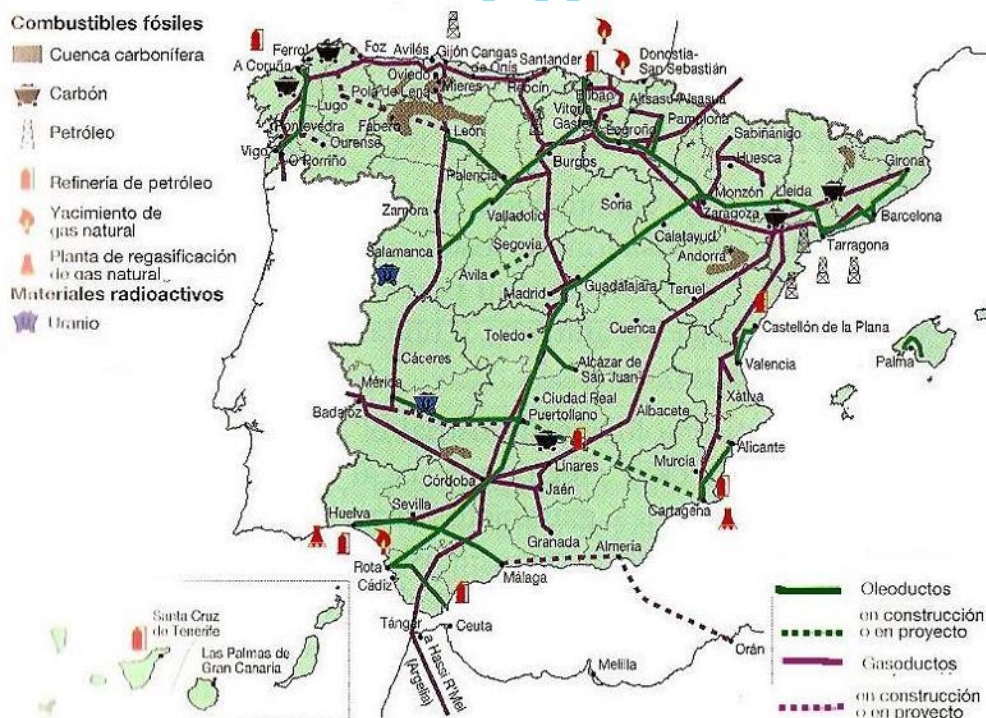 Combustibles fósiles
Cuenca carbonífera
Carbón
Petróleo
Refinería de petróleo
Yacimiento de
gas natural
Planta de regasificación
de gas natural
Materiales radioactivos
Uranio
Ferrol
Foz
Avilés
Gijón
Cangas
de Onís
Santander
Donostia-
San Sebastián
A Coruña
Oviedo
Mieres
Reocín
Bilbao
Pola de Lena
Vitoria-
Gasteiz
Altsasu-Alsasua
Pamplona
Lugo
Fabero
León
Logroño
Sabiñánigo
Pontevedra
Ourense
Huesca
Girona
Vigo
O Porriño
Burgos
Palencia
Monzón
Lleida
Zamora
Valladolid
Soria
Zaragoza
Barcelona
Segovia
Calatayud
Tarragona
Salamanca
Andorra
Ávila
Madrid
Guadalajara
Teruel
Toledo
Cuenca
Castellón de la Plana
Cáceres
Alcázar de
San Juan
Valencia
Palma
Mérida
Ciudad Real
Badajoz
Puertollano
Albacete
Xátiva
Linares
Murcia
Alicante
Córdoba
Jaén
Cartagena
Sevilla
Huelva
Granada
Almería
Rota
Cádiz
Málaga
Tánger
Ceuta
a Hassi R'Mel
(Argelia)
Melilla
Orán
Santa Cruz
de Tenerife
Las Palmas de
Gran Canaria
Oleoductos
en construcción
o en proyecto
Gasoductos
en construcción
o en proyecto